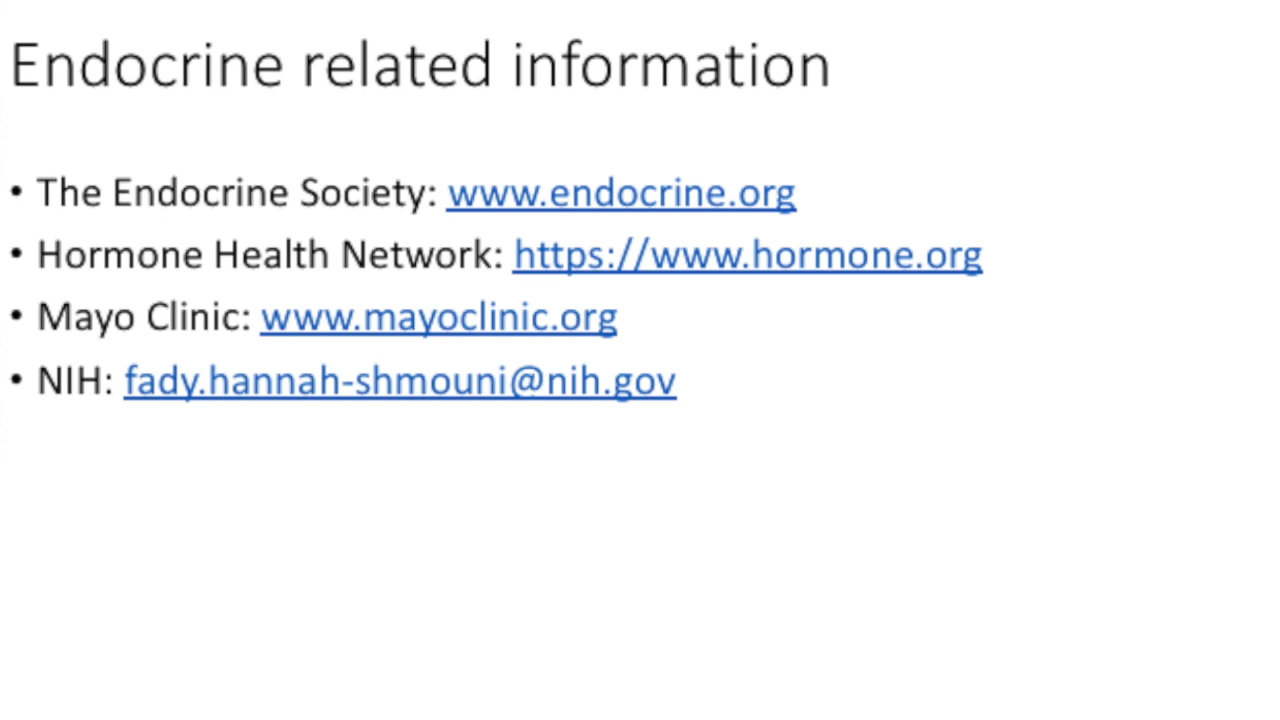 Endocrine related information
• The Endocrine Society: www.endocrine.org
• Hormone Health Network: https://www.hormone.org
• Mayo Clinic: www.mayoclinic.org
• NIH: fady.hannah-shmouni@nih.gov